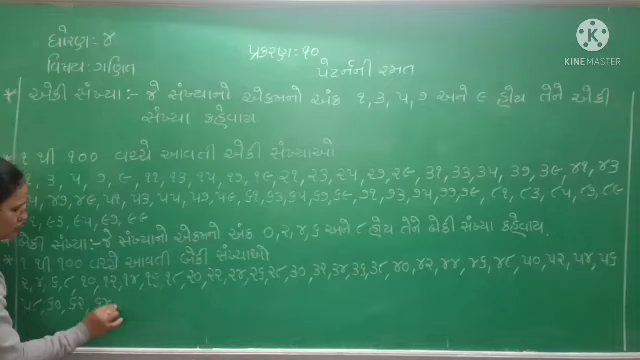 ધોરણ: ૪
પ્રકરણ: ૧૦
વિષય: ગણિત
પેટર્નની રમત
* એકી સંખ્યા:- જે સંખ્યાનો એકમનો અંક ૧, ૩, ૫, ૭ અને ૯ હોય તેને એકી
સંખ્યા કહેવાય.
* ૧ થી ૧૦૦ વચ્ચે આવતી એકી સંખ્યાઓ
૩, ૫, ૭, ૯, ૧૧, ૧૩, ૧૫, ૧૭, ૧૯, ૨૧, ૨૩, ૨૫, ૨૭, ૨૯, ૩૧, ૩૩, ૩૫, ૩૭, ૩૯, ૪૧, ૪૩
૪૭, ૪૯, ૫૧, ૫૩, ૫૫, ૫૭, ૫૯, ૬૧, ૬૩, ૬૫, ૬૭, ૬૯, ૭૧, ૭૩, ૭૫, ૭૭, ૭૯, ૮૧, ૮૩, ૮૫, ૮૭, ૮૯
૯૩, ૯૫, ૯૭, ૯૯
* બેકી સંખ્યા:- જે સંખ્યાનો એકમનો અંક ૦, ૨, ૪, ૬ અને ૮ હોય તેને બેકી સંખ્યા કહેવાય.
* ૧ થી ૧૦૦ વચ્ચે આવતી બેકી સંખ્યાઓ
૨, ૪, ૬, ૮, ૧૦, ૧૨, ૧૪, ૧૬, ૧૮, ૨૦, ૨૨, ૨૪, ૨૬, ૨૮, ૩૦, ૩૨, ૩૪, ૩૬, ૩૮, ૪૦, ૪૨, ૪૪, ૪૬, ૪૮, ૫૦, ૫૨, ૫૪, ૫૬
૫૮, ૬૦, ૬૨, ૬૪
KINEMASTER